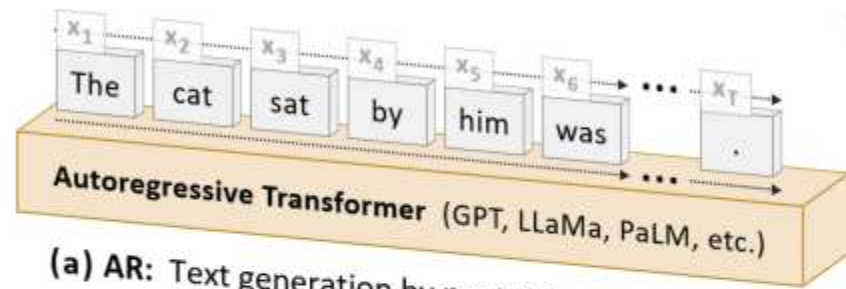 x1 x2 x3 x4 x5 x6 ••• xT
The cat sat by him was .
•••
Autoregressive Transformer (GPT, LLaMa, PaLM, etc.)
(a) AR: Text generation by